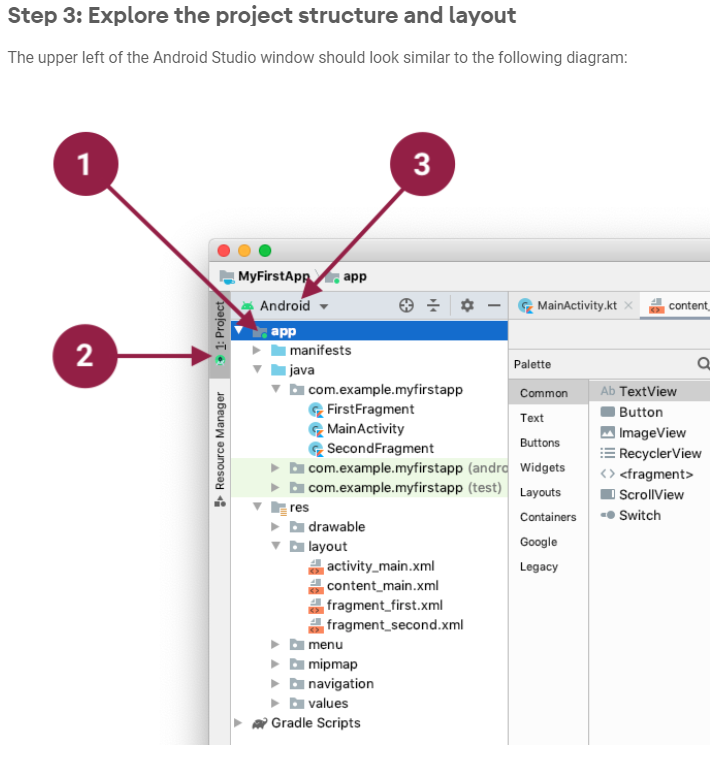 Step 3: Explore the project structure and layout
The upper left of the Android Studio window should look similar to the following diagram:
1
3
2
MyFirstApp
app
1: Project
Resource Manager
Android
app
manifests
java
com.example.myfirstapp
FirstFragment
MainActivity
SecondFragment
com.example.myfirstapp (andro
com.example.myfirstapp (test)
res
drawable
layout
activity_main.xml
content_main.xml
fragment_first.xml
fragment_second.xml
menu
mipmap
navigation
values
Gradle Scripts
MainActivity.kt
content_
Palette
Common
Text
Buttons
Widgets
Layouts
Containers
Google
Legacy
Ab TextView
Button
ImageView
RecyclerView
<fragment>
ScrollView
Switch